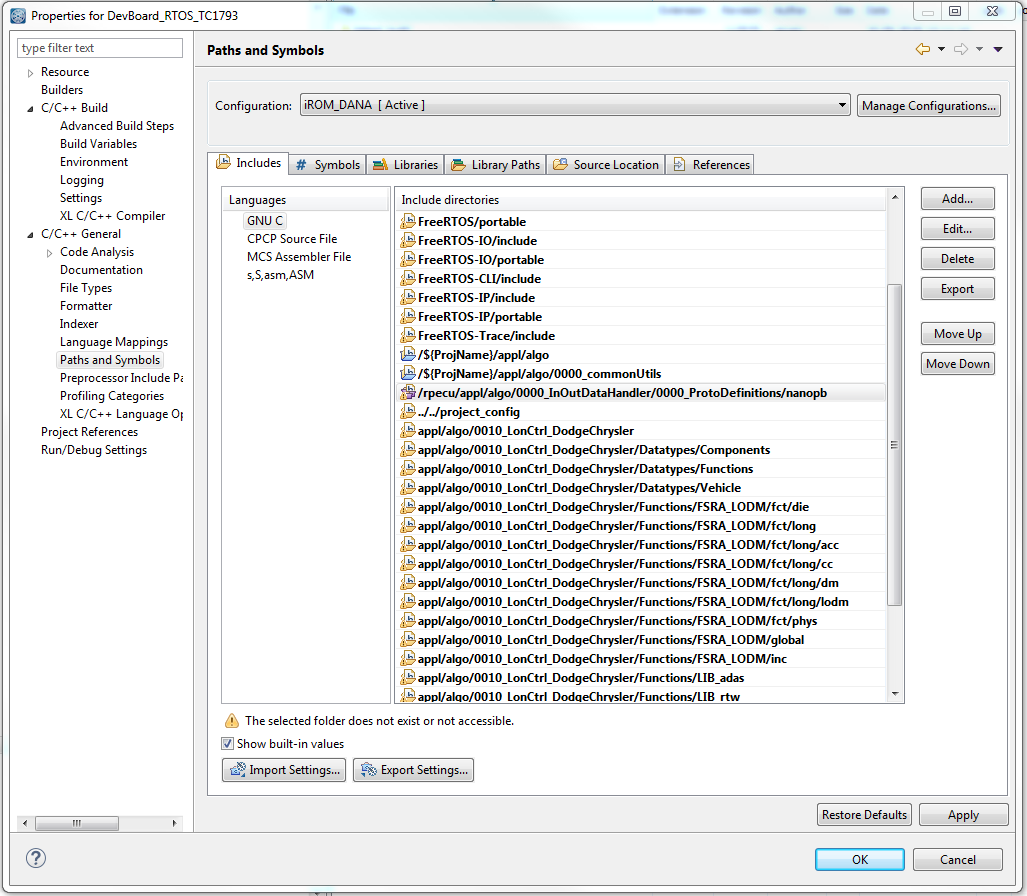 Properties for DevBoard_RTOS_TC1793
type filter text
Resource
Builders
C/C++ Build
Advanced Build Steps
Build Variables
Environment
Logging
Settings
XL C/C++ Compiler
C/C++ General
Code Analysis
Documentation
File Types
Formatter
Indexer
Language Mappings
Paths and Symbols
Preprocessor Include Pa
Profiling Categories
XL C/C++ Language Op
Project References
Run/Debug Settings
Paths and Symbols
Configuration: iROM_DANA [ Active ] Manage Configurations...
Includes # Symbols Libraries Library Paths Source Location References
Languages
GNU C
CPCP Source File
MCS Assembler File
s,S,asm,ASM
Include directories
FreeRTOS/portable
FreeRTOS-IO/include
FreeRTOS-IO/portable
FreeRTOS-CLI/include
FreeRTOS-IP/include
FreeRTOS-IP/portable
FreeRTOS-Trace/include
/${ProjName}/appl/algo
/${ProjName}/appl/algo/0000_commonUtils
/rpecu/appl/algo/0000_InOutDataHandler/0000_ProtoDefinitions/nanopb
../../project_config
appl/algo/0010_LonCtrl_DodgeChrysler
appl/algo/0010_LonCtrl_DodgeChrysler/Datatypes/Components
appl/algo/0010_LonCtrl_DodgeChrysler/Datatypes/Functions
appl/algo/0010_LonCtrl_DodgeChrysler/Datatypes/Vehicle
appl/algo/0010_LonCtrl_DodgeChrysler/Functions/FSRA_LODM/fct/die
appl/algo/0010_LonCtrl_DodgeChrysler/Functions/FSRA_LODM/fct/long
appl/algo/0010_LonCtrl_DodgeChrysler/Functions/FSRA_LODM/fct/long/acc
appl/algo/0010_LonCtrl_DodgeChrysler/Functions/FSRA_LODM/fct/long/cc
appl/algo/0010_LonCtrl_DodgeChrysler/Functions/FSRA_LODM/fct/long/dm
appl/algo/0010_LonCtrl_DodgeChrysler/Functions/FSRA_LODM/fct/long/lodm
appl/algo/0010_LonCtrl_DodgeChrysler/Functions/FSRA_LODM/fct/phys
appl/algo/0010_LonCtrl_DodgeChrysler/Functions/FSRA_LODM/global
appl/algo/0010_LonCtrl_DodgeChrysler/Functions/FSRA_LODM/inc
appl/algo/0010_LonCtrl_DodgeChrysler/Functions/LIB_adas
appl/algo/0010_LonCtrl_DodgeChrysler/Functions/LIB_rtw
Add...
Edit...
Delete
Export
Move Up
Move Down
The selected folder does not exist or not accessible.
Show built-in values
Import Settings... Export Settings...
Restore Defaults Apply
? OK Cancel